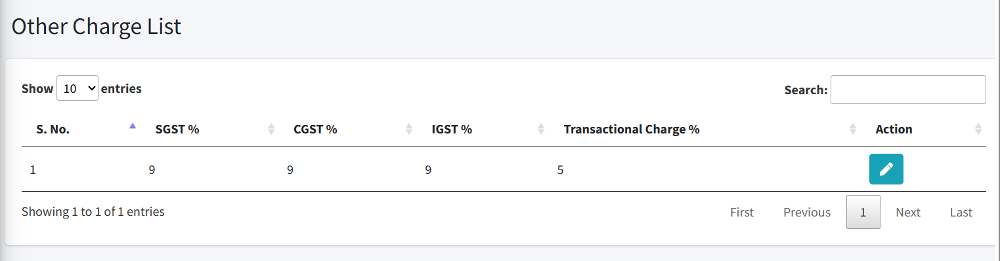 Other Charge List
Show 10 entries Search:
S. No. SGST % CGST % IGST % Transactional Charge % Action
1 9 9 9 5
Showing 1 to 1 of 1 entries First Previous 1 Next Last